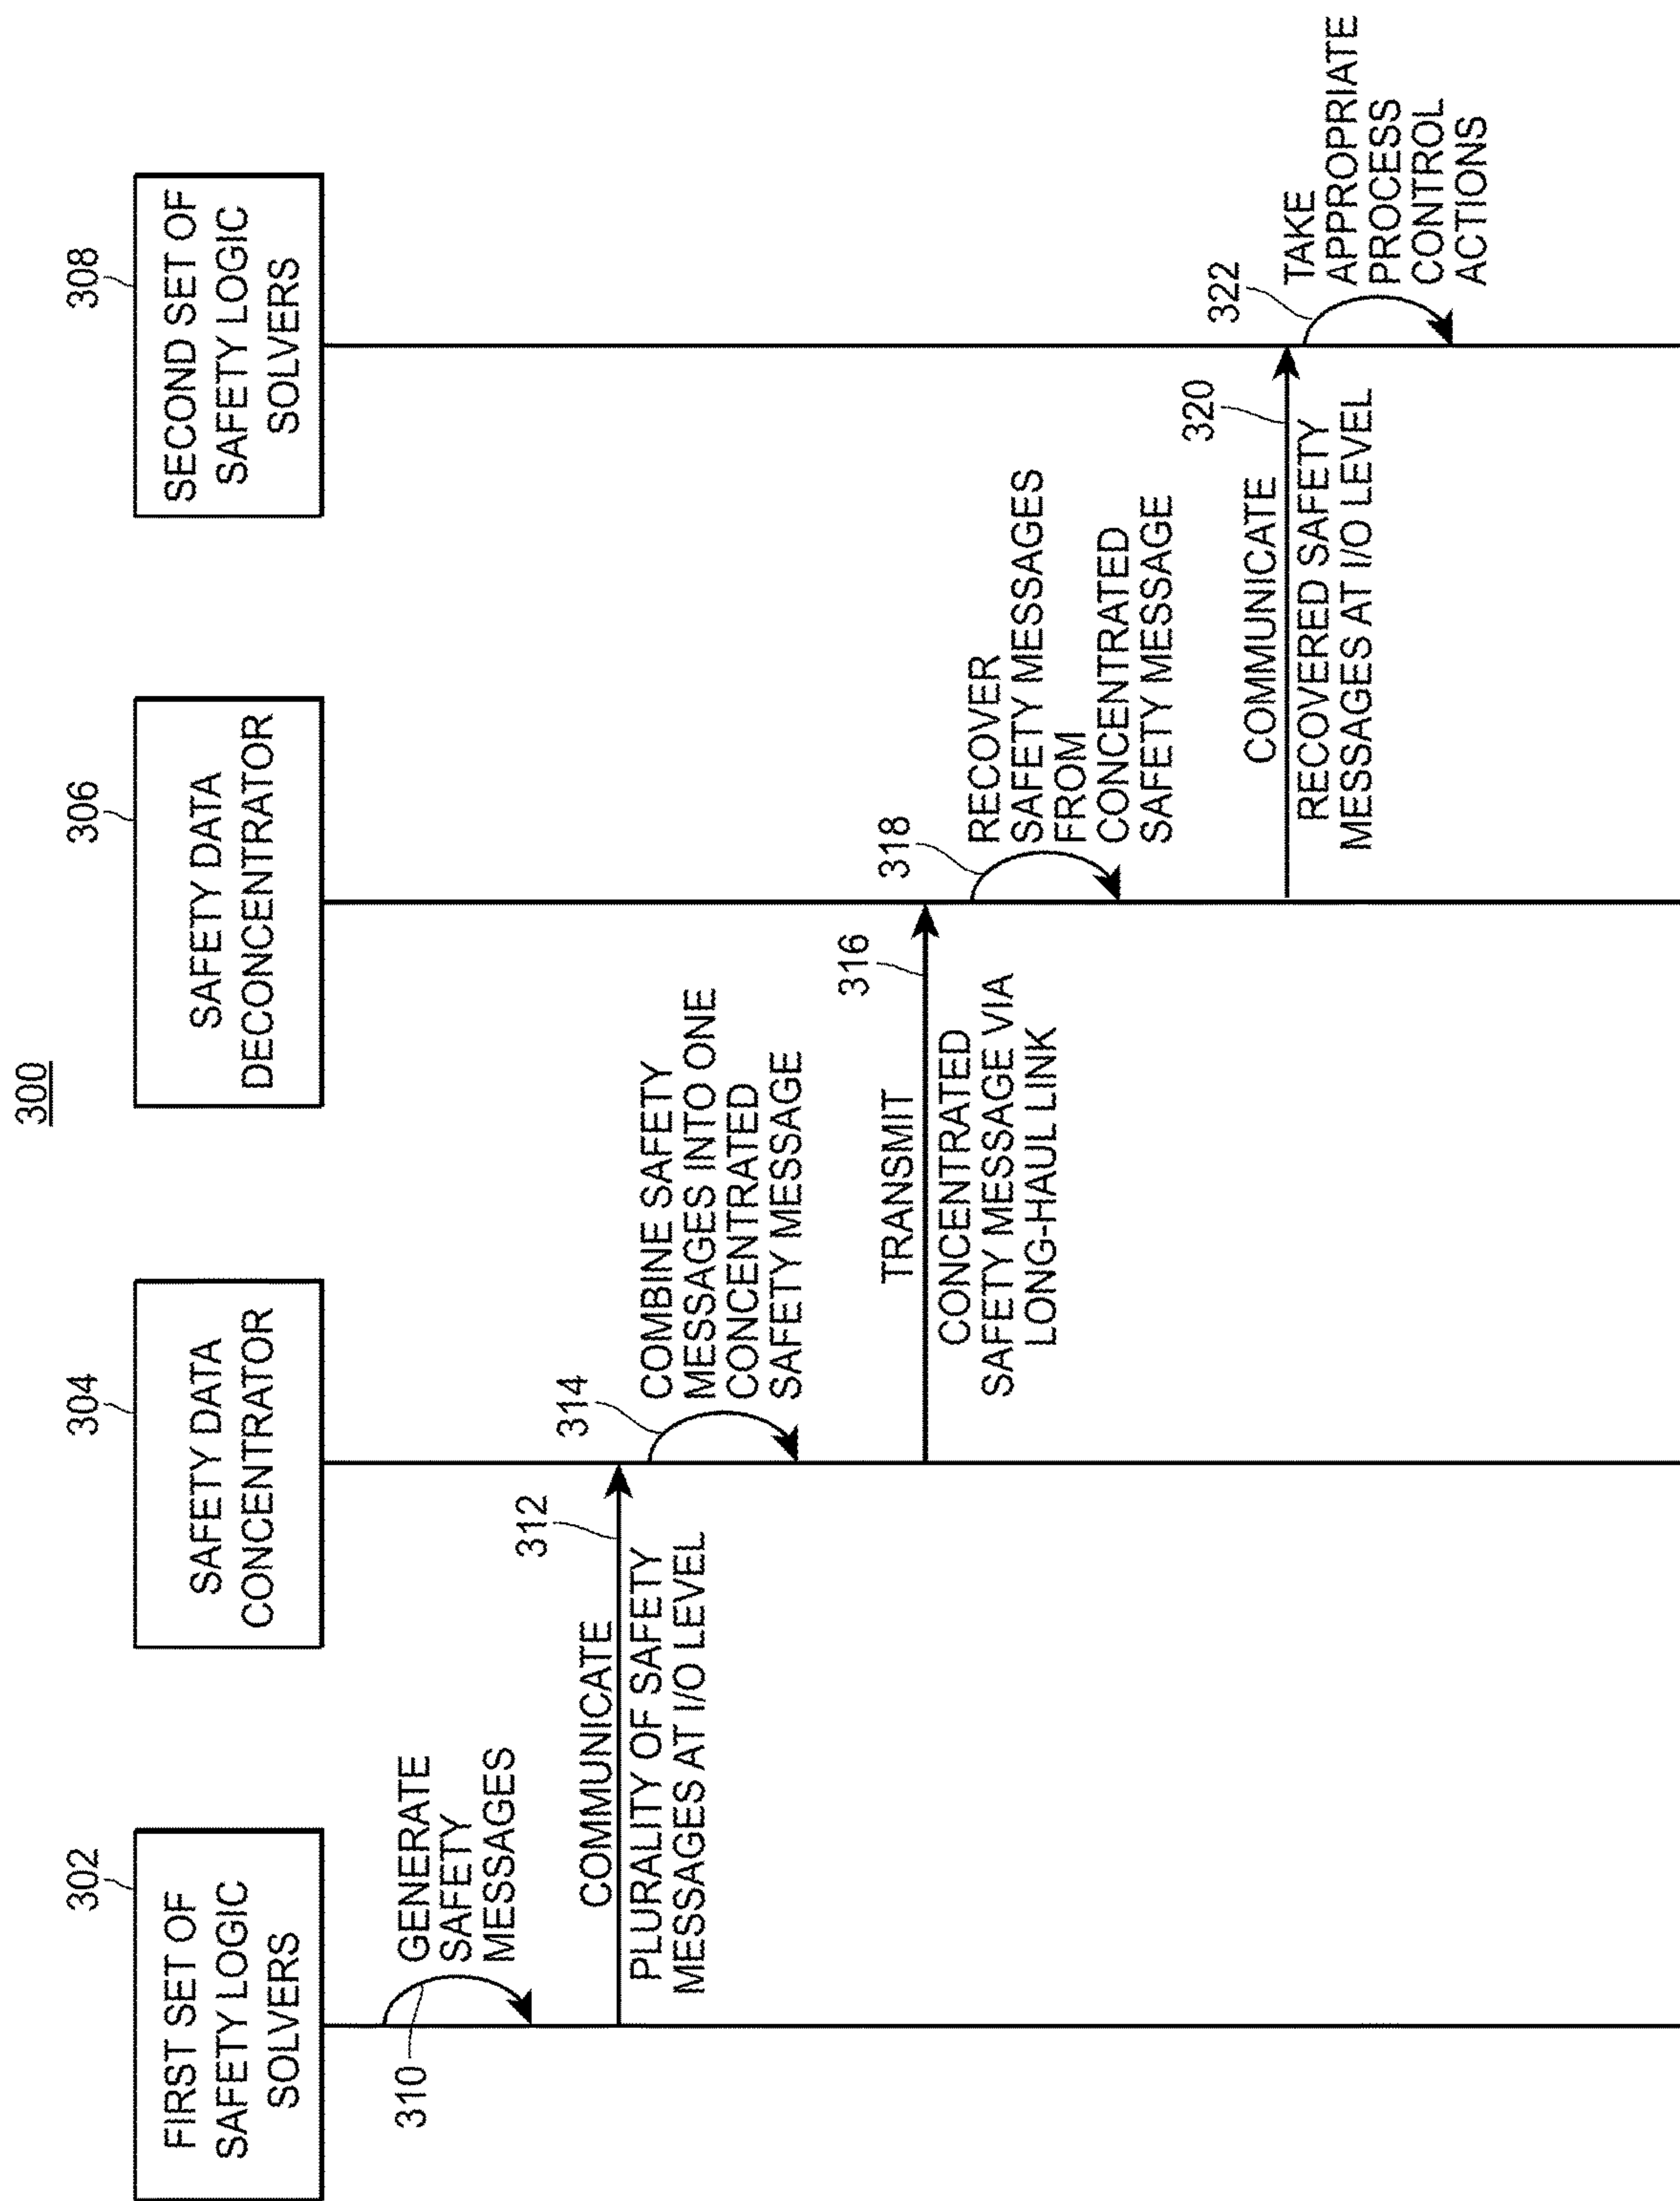 300
302
FIRST SET OF
SAFETY LOGIC
SOLVERS
304
SAFETY DATA
CONCENTRATOR
306
SAFETY DATA
DECONCENTRATOR
308
SECOND SET OF
SAFETY LOGIC
SOLVERS
310
GENERATE
SAFETY
MESSAGES
312
COMMUNICATE
PLURALITY OF SAFETY
MESSAGES AT I/O LEVEL
314
COMBINE SAFETY
MESSAGES INTO ONE
CONCENTRATED
SAFETY MESSAGE
316
TRANSMIT
CONCENTRATED
SAFETY MESSAGE VIA
LONG-HAUL LINK
318
RECOVER
SAFETY MESSAGES
FROM
CONCENTRATED
SAFETY MESSAGE
320
COMMUNICATE
RECOVERED SAFETY
MESSAGES AT I/O LEVEL
322
TAKE
APPROPRIATE
PROCESS
CONTROL
ACTIONS